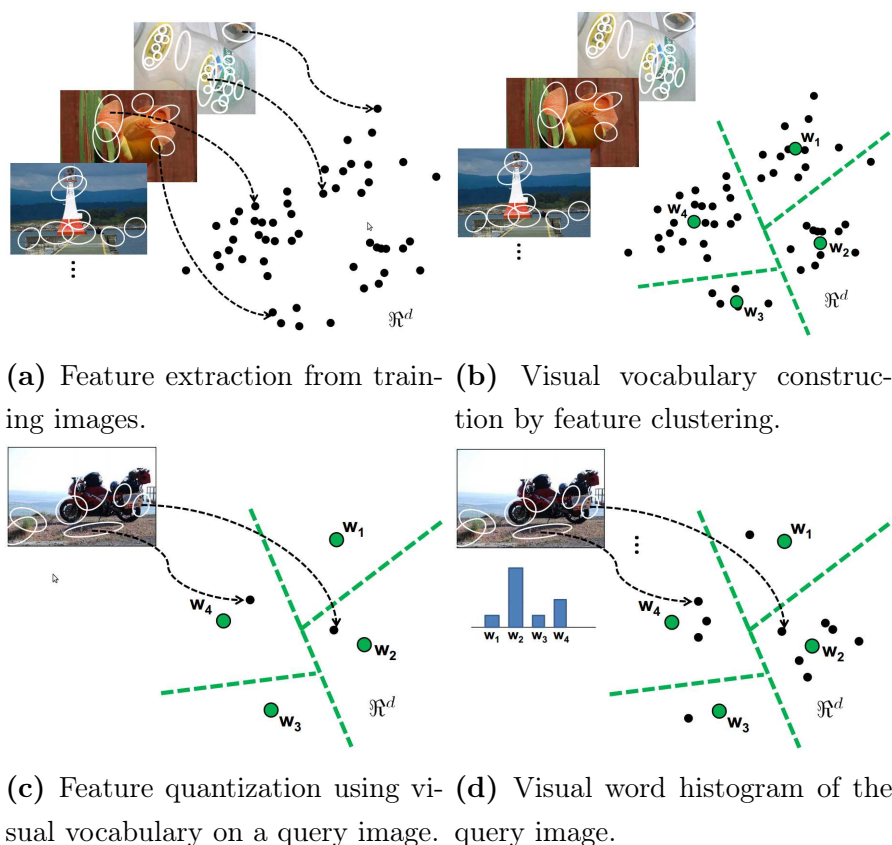 ℜ^d
w₁
w₄
w₂
w₃
ℜ^d
(a) Feature extraction from train-
ing images.
(b) Visual vocabulary construc-
tion by feature clustering.
w₁
w₄
w₂
w₃
ℜ^d
w₁
w₄
w₂
w₁ w₂ w₃ w₄
w₃
ℜ^d
(c) Feature quantization using vi-
sual vocabulary on a query image.
(d) Visual word histogram of the
query image.